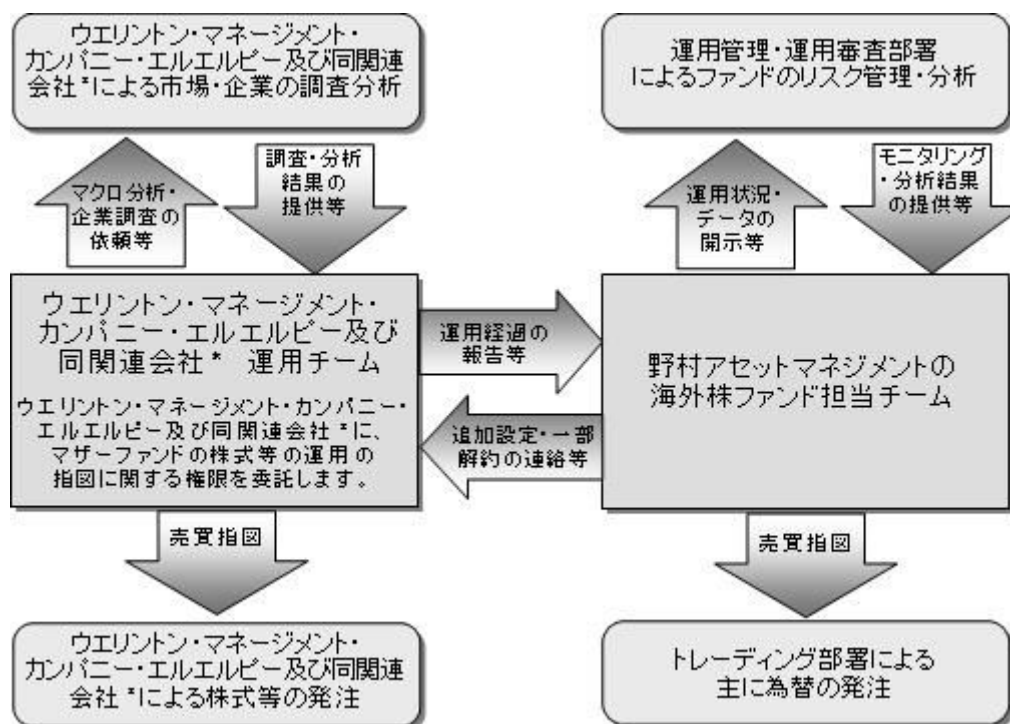 ウエリントン・マネージメント・
カンパニー・エルエルピー及び同関連
会社*による市場・企業の調査分析
運用管理・運用審査部署
によるファンドのリスク管理・分析
マクロ分析・
企業調査の
依頼等
調査・分析
結果の
提供等
運用状況・
データの
開示等
モニタリング
・分析結果
の提供等
ウエリントン・マネージメント・
カンパニー・エルエルピー及び
同関連会社* 運用チーム
ウエリントン・マネージメント・カンパニー・
エルエルピー及び同関連会社*に、
マザーファンドの株式等の運用の
指図に関する権限を委託します。
運用経過の
報告等
追加設定・一部
解約の連絡等
野村アセットマネジメントの
海外株ファンド担当チーム
売買指図
売買指図
ウエリントン・マネージメント・
カンパニー・エルエルピー及び同関連
会社*による株式等の発注
トレーディング部署による
主に為替の発注